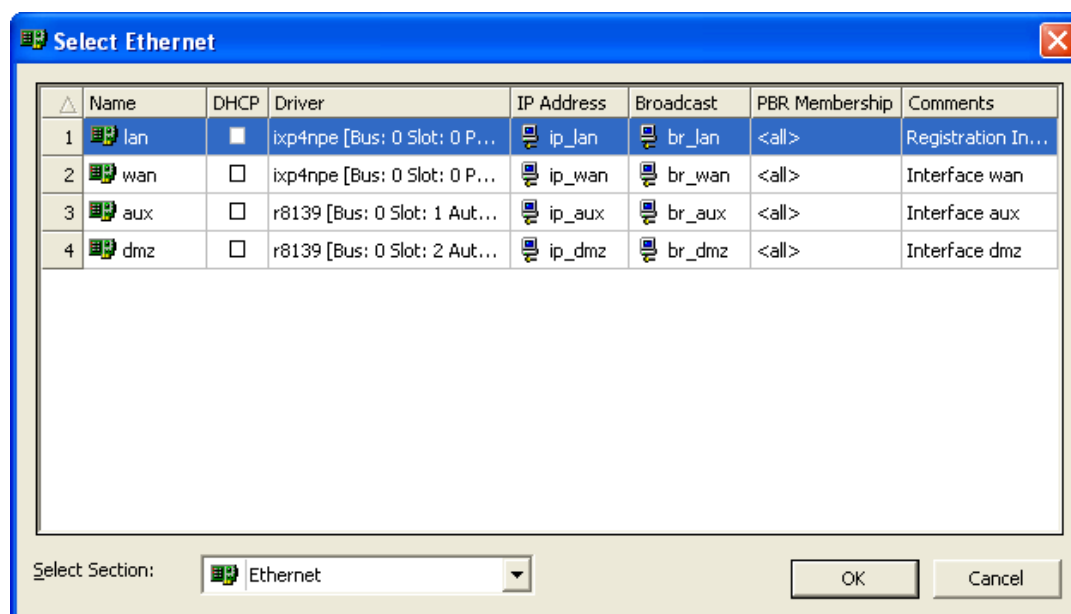 Select Ethernet
Name DHCP Driver IP Address Broadcast PBR Membership Comments
1 lan ixp4npe [Bus: 0 Slot: 0 P... ip_lan br_lan <all> Registration In...
2 wan ixp4npe [Bus: 0 Slot: 0 P... ip_wan br_wan <all> Interface wan
3 aux r8139 [Bus: 0 Slot: 1 Aut... ip_aux br_aux <all> Interface aux
4 dmz r8139 [Bus: 0 Slot: 2 Aut... ip_dmz br_dmz <all> Interface dmz
Select Section: Ethernet OK Cancel